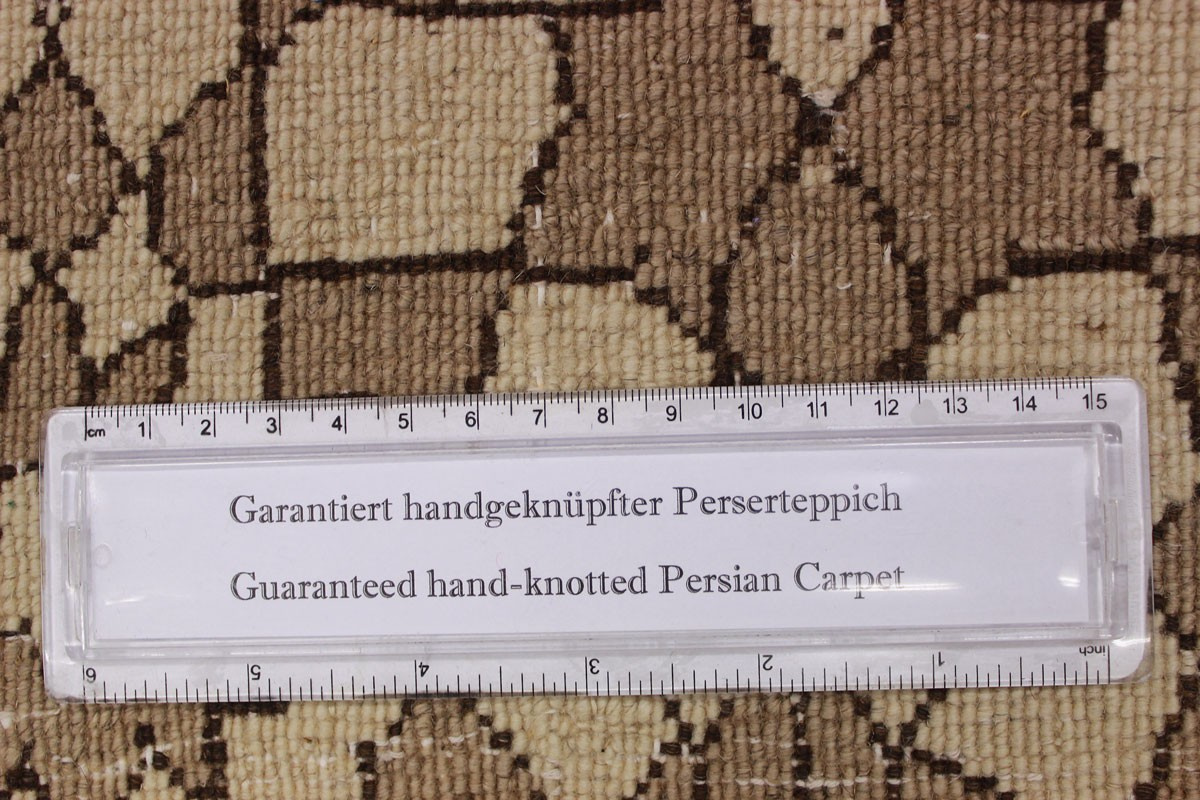 cm 1 2 3 4 5 6 7 8 9 10 11 12 13 14 15
Garantiert handgeknüpfter Perserteppich
Guaranteed hand-knotted Persian Carpet
6 5 4 3 2 1 inch